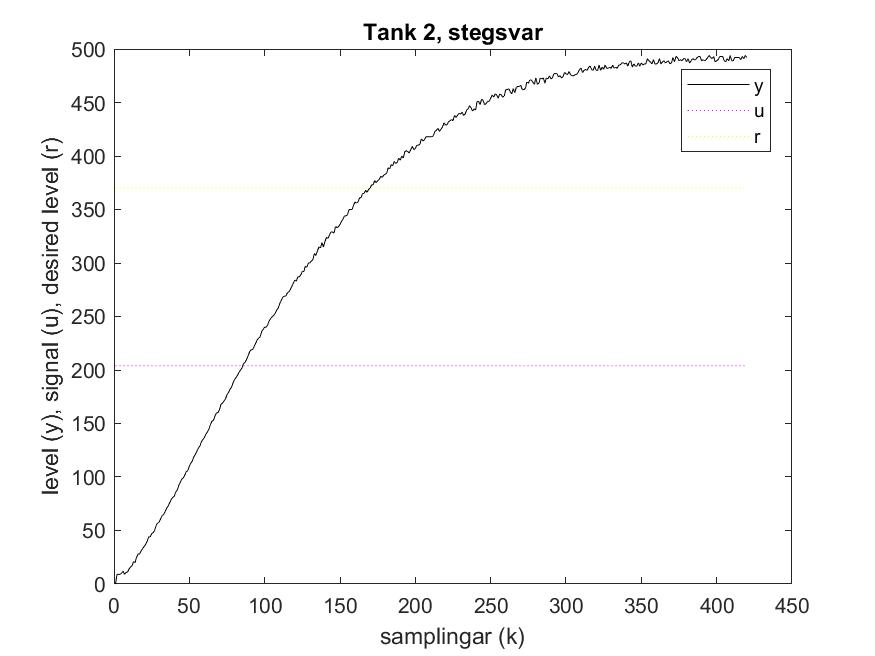 Tank 2, stegsvar
500
450
400
350
300
250
200
150
100
50
0
level (y), signal (u), desired level (r)
y
u
r
0 50 100 150 200 250 300 350 400 450
samplingar (k)